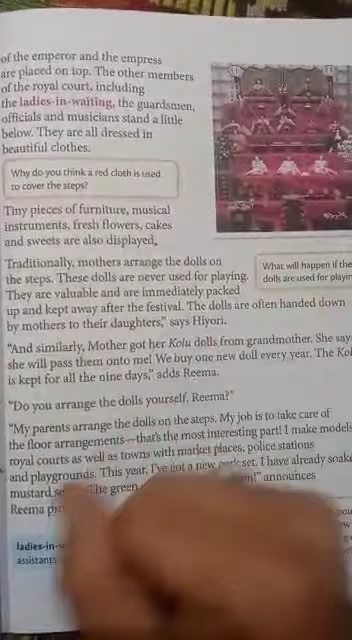 of the emperor and the empress
are placed on top. The other members
of the royal court, including
the ladies-in-waiting, the guardsmen,
officials and musicians stand a little
below. They are all dressed in
beautiful clothes.
Why do you think a red cloth is used
to cover the steps?
Tiny pieces of furniture, musical
instruments, fresh flowers, cakes
and sweets are also displayed.
Traditionally, mothers arrange the dolls on
the steps. These dolls are never used for playing.
They are valuable and are immediately packed
up and kept away after the festival. The dolls are often handed down
by mothers to their daughters,” says Hiyori.
What will happen if the
dolls are used for
“And similarly, Mother got her Kolu dolls from grandmother. She
she will pass them onto me! We buy one new doll every year. The
is kept for all the nine days,” adds Reema.
“Do you arrange the dolls yourself, Reema?”
“My parents arrange the dolls on the steps. My job is to take care of
the floor arrangements—that’s the most interesting part! I make models
royal courts as well as towns with market places, police stations
and playgrounds. This year, I’ve got a new park set. I have already
mustard The green announces
Reema
assistants